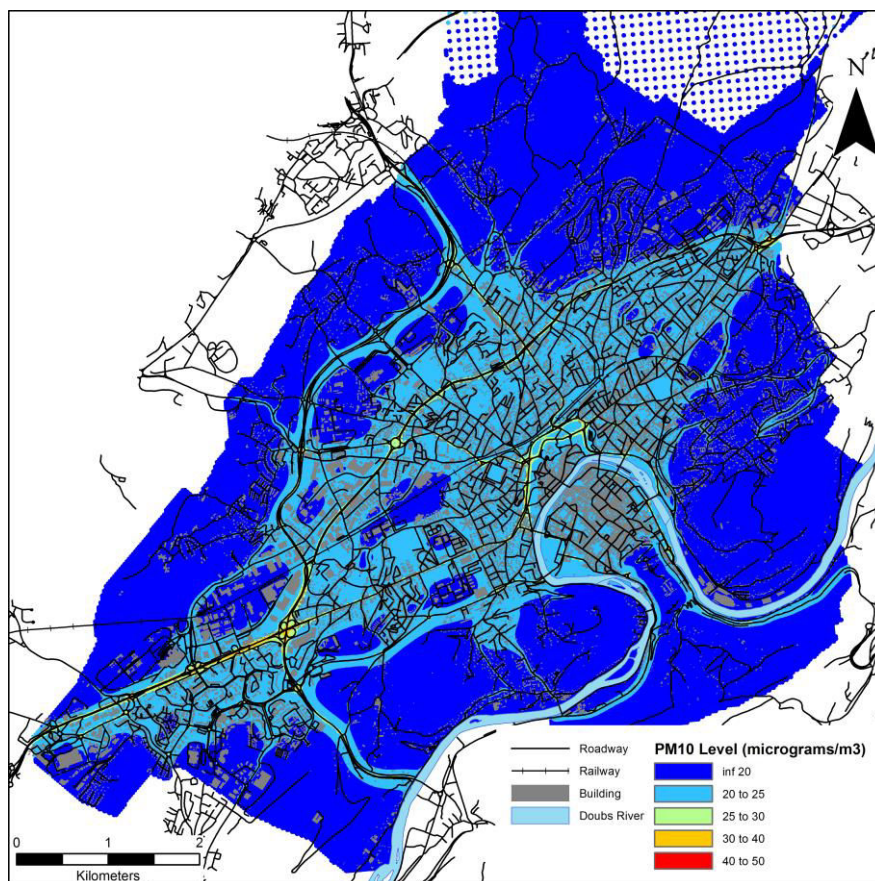 N
Roadway
Railway
Building
Doubs River
PM10 Level (micrograms/m3)
inf 20
20 to 25
25 to 30
30 to 40
40 to 50
0 1 2
Kilometers